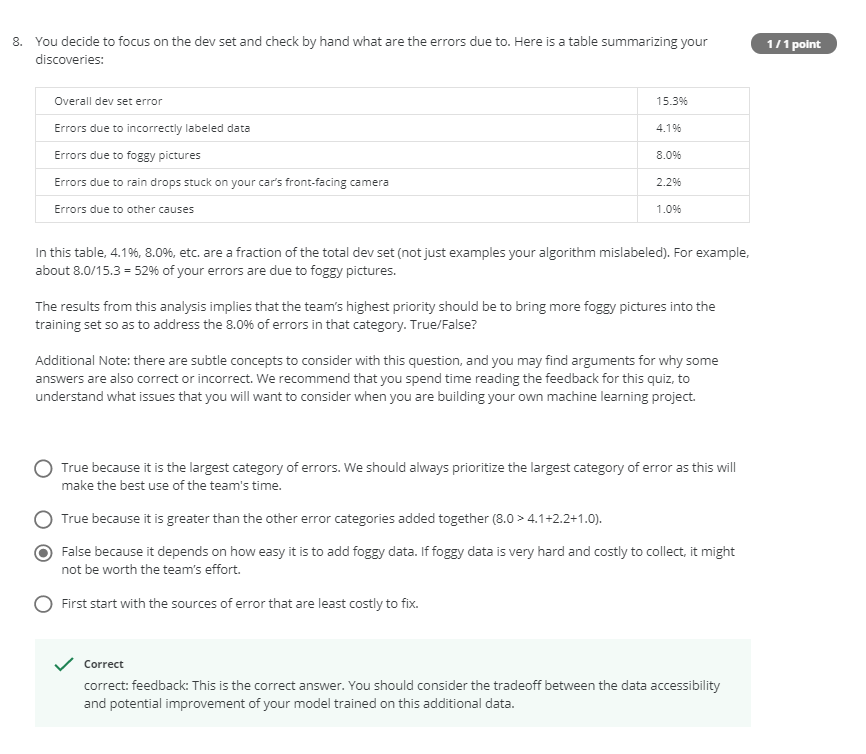 8. You decide to focus on the dev set and check by hand what are the errors due to. Here is a table summarizing your
1 / 1 point
discoveries:
Overall dev set error 15.3%
Errors due to incorrectly labeled data 4.1%
Errors due to foggy pictures 8.0%
Errors due to rain drops stuck on your car's front-facing camera 2.2%
Errors due to other causes 1.0%
In this table, 4.1%, 8.0%, etc. are a fraction of the total dev set (not just examples your algorithm mislabeled). For example,
about 8.0/15.3 = 52% of your errors are due to foggy pictures.
The results from this analysis implies that the team's highest priority should be to bring more foggy pictures into the
training set so as to address the 8.0% of errors in that category. True/False?
Additional Note: there are subtle concepts to consider with this question, and you may find arguments for why some
answers are also correct or incorrect. We recommend that you spend time reading the feedback for this quiz, to
understand what issues that you will want to consider when you are building your own machine learning project.
True because it is the largest category of errors. We should always prioritize the largest category of error as this will
make the best use of the team's time.
True because it is greater than the other error categories added together (8.0 > 4.1+2.2+1.0).
False because it depends on how easy it is to add foggy data. If foggy data is very hard and costly to collect, it might
not be worth the team's effort.
First start with the sources of error that are least costly to fix.
Correct
correct: feedback: This is the correct answer. You should consider the tradeoff between the data accessibility
and potential improvement of your model trained on this additional data.